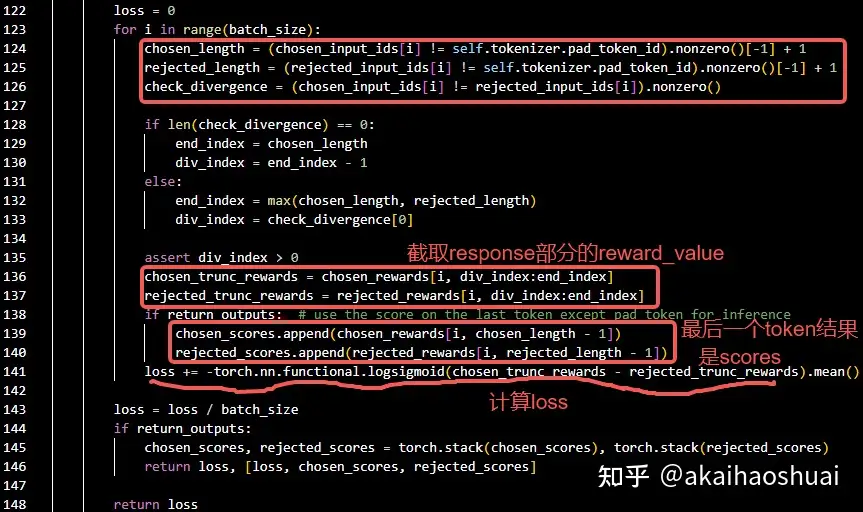 122 loss = 0
123 for i in range(batch_size):
124 chosen_length = (chosen_input_ids[i] != self.tokenizer.pad_token_id).nonzero()[-1] + 1
125 rejected_length = (rejected_input_ids[i] != self.tokenizer.pad_token_id).nonzero()[-1] + 1
126 check_divergence = (chosen_input_ids[i] != rejected_input_ids[i]).nonzero()
127
128 if len(check_divergence) == 0:
129 end_index = chosen_length
130 div_index = end_index - 1
131 else:
132 end_index = max(chosen_length, rejected_length)
133 div_index = check_divergence[0]
134
135 assert div_index > 0
截取response部分的reward_value
136 chosen_trunc_rewards = chosen_rewards[i, div_index:end_index]
137 rejected_trunc_rewards = rejected_rewards[i, div_index:end_index]
138 if return_outputs: # use the score on the last token except pad token for inference
139 chosen_scores.append(chosen_rewards[i, chosen_length - 1])
140 rejected_scores.append(rejected_rewards[i, rejected_length - 1])
最后一个token结果
是scores
141 loss += -torch.nn.functional.logsigmoid(chosen_trunc_rewards - rejected_trunc_rewards).mean()
计算loss
142
143 loss = loss / batch_size
144 if return_outputs:
145 chosen_scores, rejected_scores = torch.stack(chosen_scores), torch.stack(rejected_scores)
146 return loss, [loss, chosen_scores, rejected_scores]
147
148 return loss
知乎 @akaihaoshuai